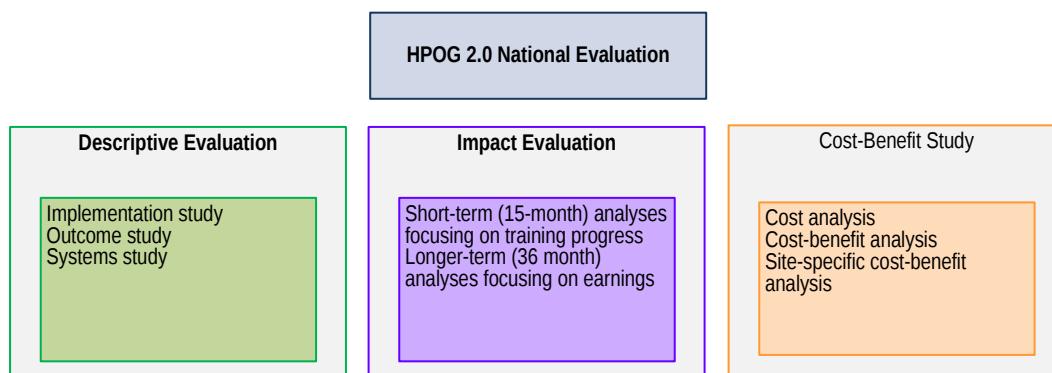 HPOG 2.0 National Evaluation
Descriptive Evaluation
Implementation study
Outcome study
Systems study
Impact Evaluation
Short-term (15-month) analyses
focusing on training progress
Longer-term (36 month)
analyses focusing on earnings
Cost-Benefit Study
Cost analysis
Cost-benefit analysis
Site-specific cost-benefit
analysis